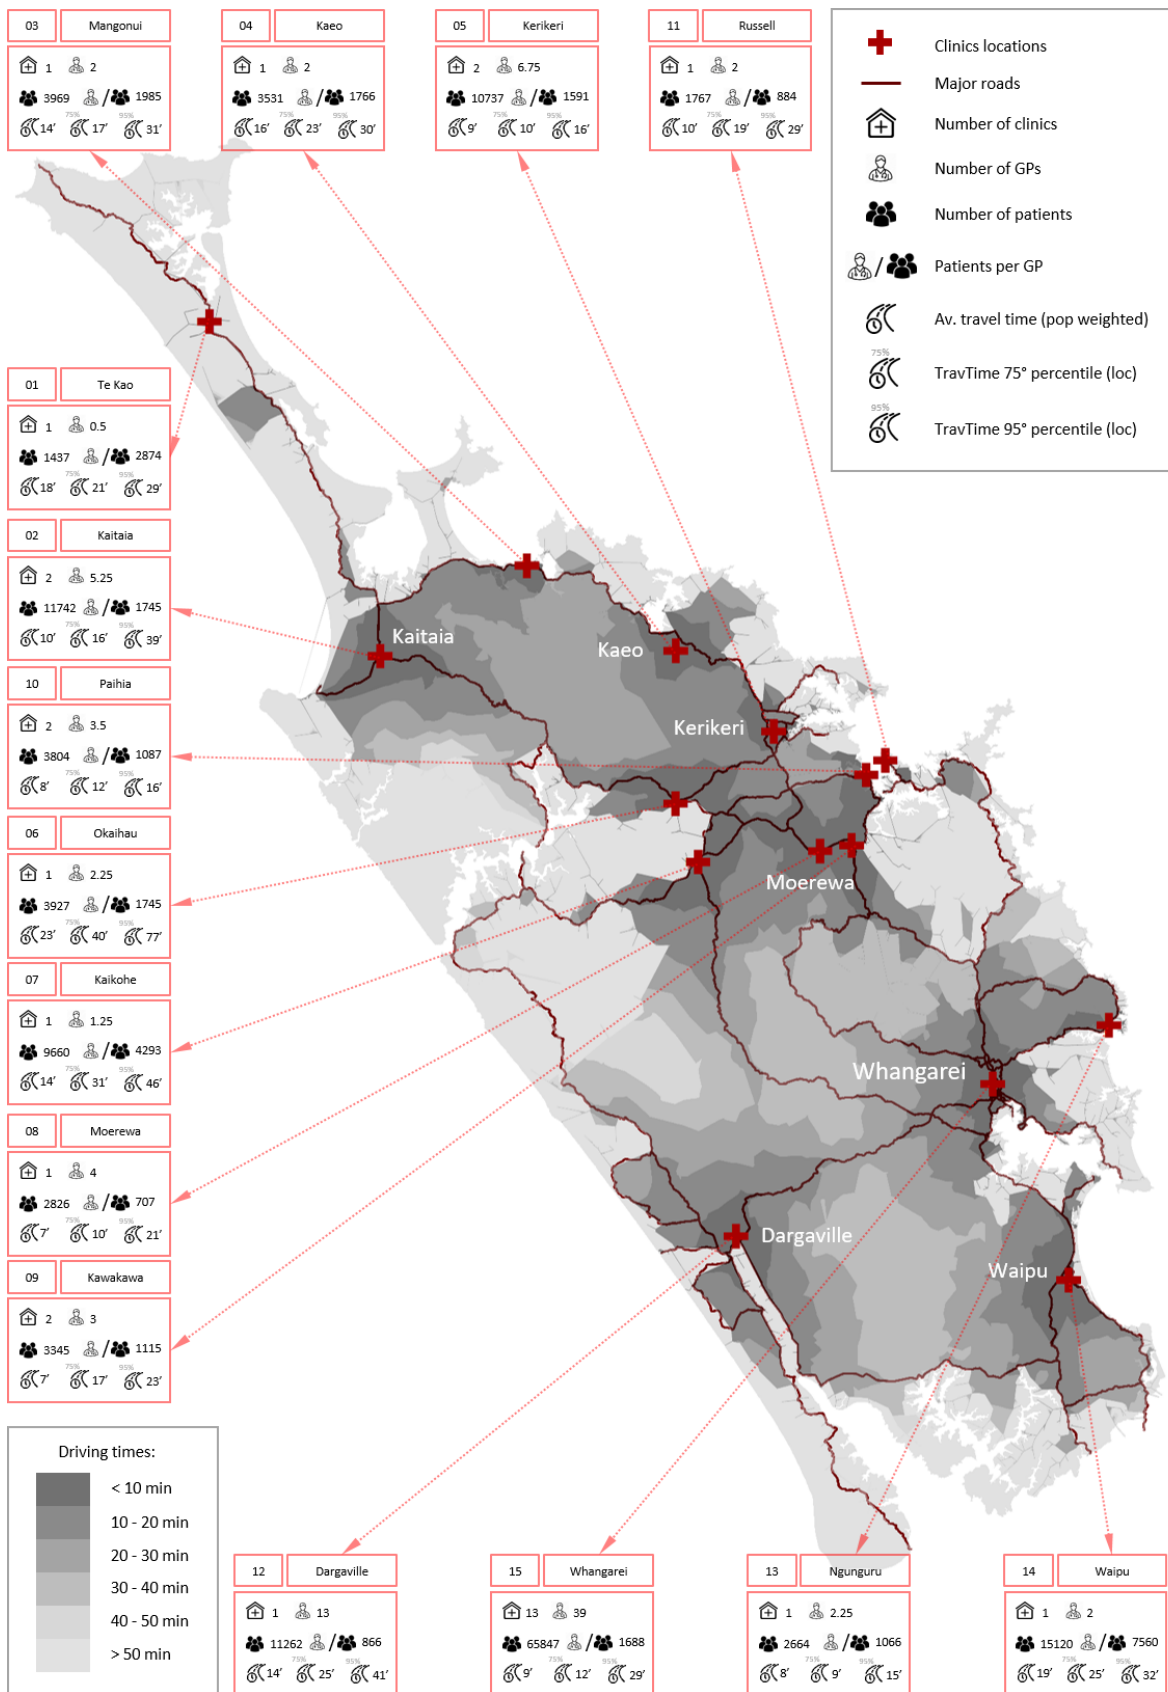 03 Mangonui
1 2
3969 / 1985
14' 75% 17' 95% 31'
04 Kaeo
1 2
3531 / 1766
16' 75% 23' 95% 30'
05 Kerikeri
2 6.75
10737 / 1591
9' 75% 10' 95% 16'
11 Russell
1 2
1767 / 884
10' 75% 19' 95% 29'
Clinics locations
Major roads
Number of clinics
Number of GPs
Number of patients
/ Patients per GP
Av. travel time (pop weighted)
75%
TravTime 75° percentile (loc)
95%
TravTime 95° percentile (loc)
01 Te Kao
1 0.5
1437 / 2874
18' 75% 21' 95% 29'
02 Kaitaia
2 5.25
11742 / 1745
10' 75% 16' 95% 39'
10 Paihia
2 3.5
3804 / 1087
8' 75% 12' 95% 16'
06 Okaihau
1 2.25
3927 / 1745
23' 75% 40' 95% 77'
07 Kaikohe
1 1.25
9660 / 4293
14' 75% 31' 95% 46'
08 Moerewa
1 4
2826 / 707
7' 75% 10' 95% 21'
09 Kawakawa
2 3
3345 / 1115
7' 75% 17' 95% 23'
Kaitaia
Kaeo
Kerikeri
Moerewa
Whangarei
Dargaville
Waipu
Driving times:
< 10 min
10 - 20 min
20 - 30 min
30 - 40 min
40 - 50 min
> 50 min
12 Dargaville
1 13
11262 / 866
14' 75% 25' 95% 41'
15 Whangarei
13 39
65847 / 1688
9' 75% 12' 95% 29'
13 Ngunguru
1 2.25
2664 / 1066
8' 75% 9' 95% 15'
14 Waipu
1 2
15120 / 7560
19' 75% 25' 95% 32'